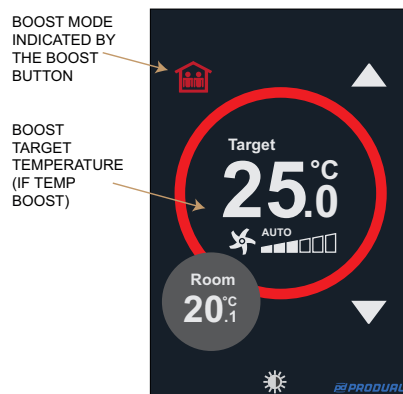 BOOST MODE
INDICATED BY
THE BOOST
BUTTON
BOOST
TARGET
TEMPERATURE
(IF TEMP
BOOST)
Target
25.0 °C
AUTO
Room
20.1 °C
PRODUAL